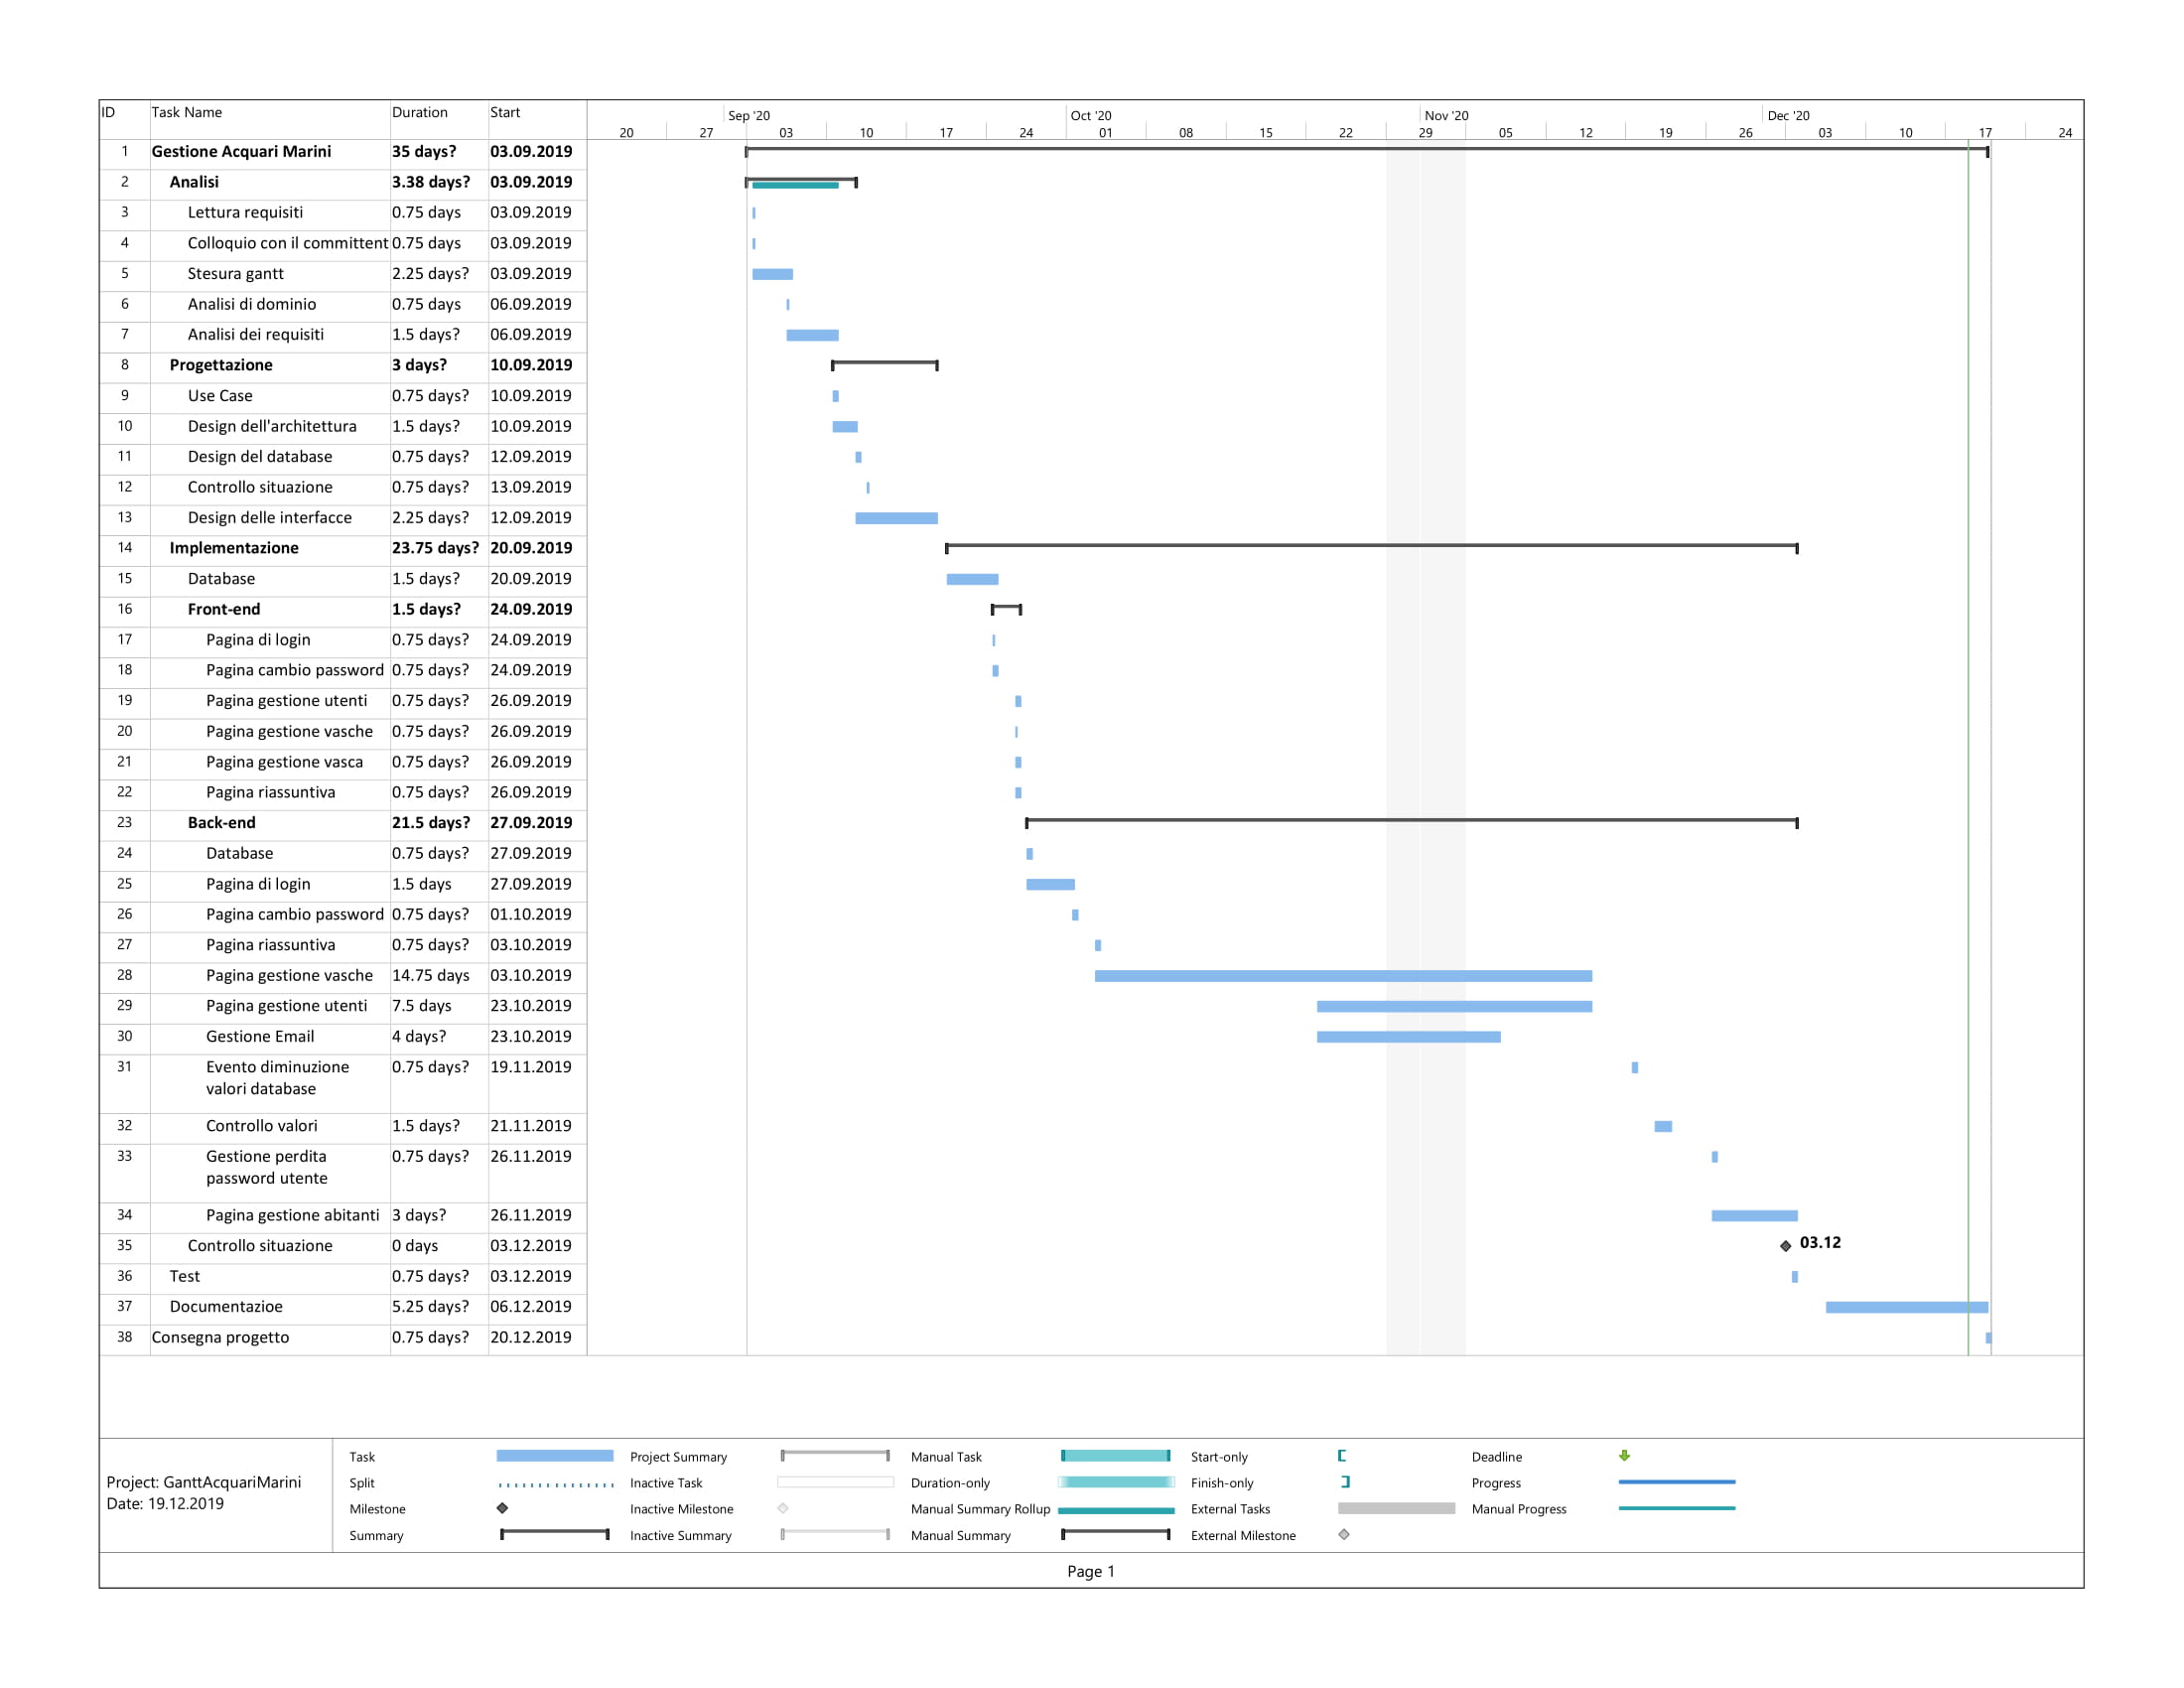 ID Task Name Duration Start
Sep '20 Oct '20 Nov '20 Dec '20
20 27 03 10 17 24 01 08 15 22 29 05 12 19 26 03 10 17 24
1 Gestione Acquari Marini 35 days? 03.09.2019
2 Analisi 3.38 days? 03.09.2019
3 Lettura requisiti 0.75 days 03.09.2019
4 Colloquio con il committent 0.75 days 03.09.2019
5 Stesura gantt 2.25 days? 03.09.2019
6 Analisi di dominio 0.75 days 06.09.2019
7 Analisi dei requisiti 1.5 days? 06.09.2019
8 Progettazione 3 days? 10.09.2019
9 Use Case 0.75 days? 10.09.2019
10 Design dell'architettura 1.5 days? 10.09.2019
11 Design del database 0.75 days? 12.09.2019
12 Controllo situazione 0.75 days? 13.09.2019
13 Design delle interfacce 2.25 days? 12.09.2019
14 Implementazione 23.75 days? 20.09.2019
15 Database 1.5 days? 20.09.2019
16 Front-end 1.5 days? 24.09.2019
17 Pagina di login 0.75 days? 24.09.2019
18 Pagina cambio password 0.75 days? 24.09.2019
19 Pagina gestione utenti 0.75 days? 26.09.2019
20 Pagina gestione vasche 0.75 days? 26.09.2019
21 Pagina gestione vasca 0.75 days? 26.09.2019
22 Pagina riassuntiva 0.75 days? 26.09.2019
23 Back-end 21.5 days? 27.09.2019
24 Database 0.75 days? 27.09.2019
25 Pagina di login 1.5 days 27.09.2019
26 Pagina cambio password 0.75 days? 01.10.2019
27 Pagina riassuntiva 0.75 days? 03.10.2019
28 Pagina gestione vasche 14.75 days 03.10.2019
29 Pagina gestione utenti 7.5 days 23.10.2019
30 Gestione Email 4 days? 23.10.2019
31 Evento diminuzione 0.75 days? 19.11.2019
valori database
32 Controllo valori 1.5 days? 21.11.2019
33 Gestione perdita 0.75 days? 26.11.2019
password utente
34 Pagina gestione abitanti 3 days? 26.11.2019
35 Controllo situazione 0 days 03.12.2019 03.12
36 Test 0.75 days? 03.12.2019
37 Documentazioe 5.25 days? 06.12.2019
38 Consegna progetto 0.75 days? 20.12.2019
Project: GanttAcquariMarini
Date: 19.12.2019
Task Project Summary Manual Task Start-only Deadline
Split Inactive Task Duration-only Finish-only Progress
Milestone Inactive Milestone Manual Summary Rollup External Tasks Manual Progress
Summary Inactive Summary Manual Summary External Milestone
Page 1